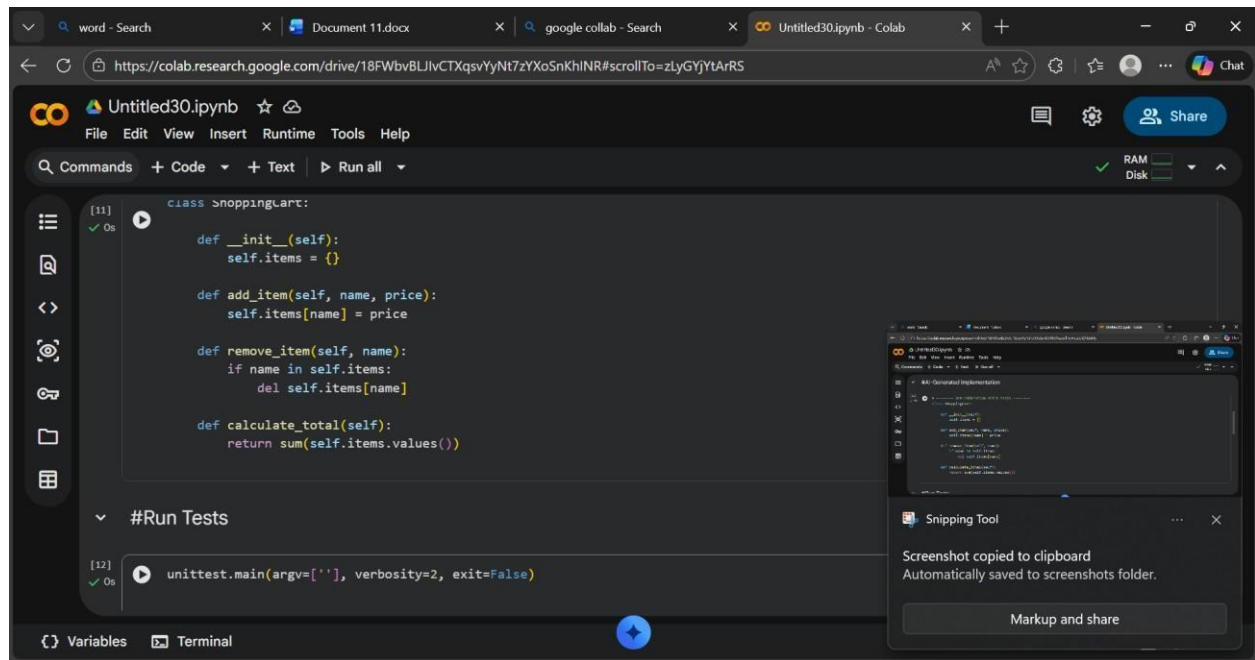 word - Search
Document 11.docx
google collab - Search
Untitled30.ipynb - Colab
https://colab.research.google.com/drive/18FWbvBLJIvCTXqsvYyNt7zYXoSnKhINR#scrollTo=zLyGYjYtArRS
Chat
Untitled30.ipynb
File Edit View Insert Runtime Tools Help
Share
Commands + Code + Text Run all
RAM
Disk
[11]
0s
class ShoppingCart:
def __init__(self):
self.items = {}
def add_item(self, name, price):
self.items[name] = price
def remove_item(self, name):
if name in self.items:
del self.items[name]
def calculate_total(self):
return sum(self.items.values())
#Run Tests
[12]
0s
unittest.main(argv=[''], verbosity=2, exit=False)
#AI-Generated Implementation
Snipping Tool
Screenshot copied to clipboard
Automatically saved to screenshots folder.
Markup and share
Variables Terminal